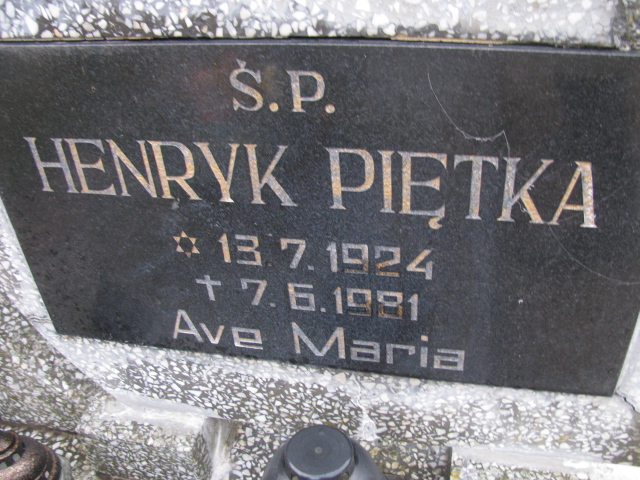 Ś.P.
HENRYK PIĘTKA
✡ 13.7.1924
✝ 7.6.1981
Ave Maria